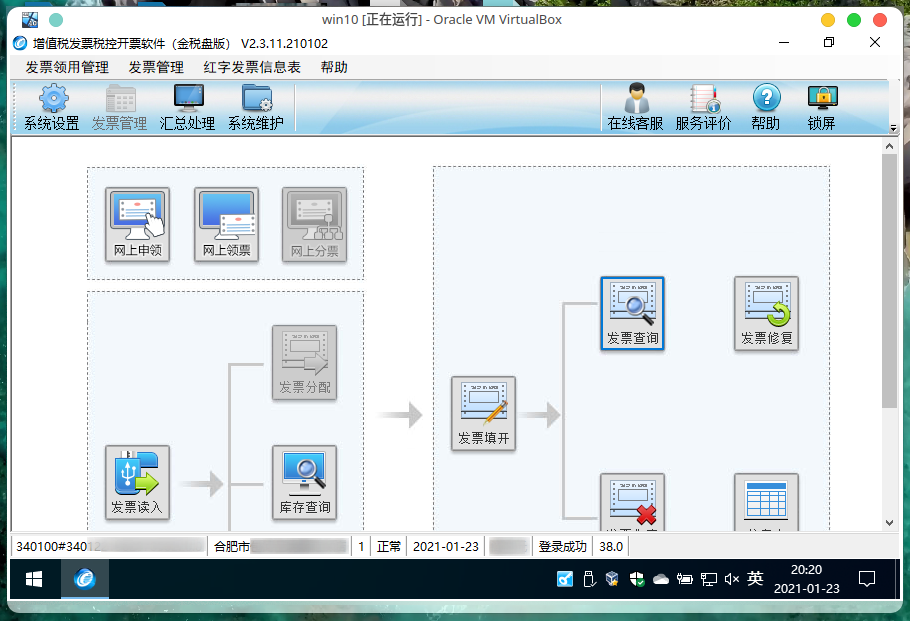 win10 [正在运行] - Oracle VM VirtualBox
增值税发票税控开票软件（金税盘版） V2.3.11.210102
发票领用管理 发票管理 红字发票信息表 帮助
系统设置 发票管理 汇总处理 系统维护 在线客服 服务评价 帮助 锁屏
网上申领 网上领票 网上分票
发票查询 发票修复
发票分配
发票填开
发票读入 库存查询
340100#34012 合肥市 1 正常 2021-01-23 登录成功 38.0
英 20:20
2021-01-23